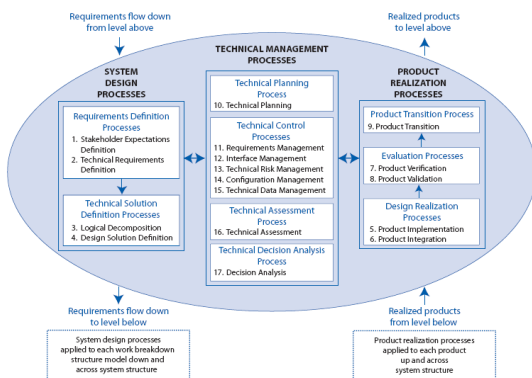 Requirements flow down
from level above
Realized products
to level above
TECHNICAL MANAGEMENT
PROCESSES
SYSTEM
DESIGN
PROCESSES
Requirements Definition
Processes
1. Stakeholder Expectations
Definition
2. Technical Requirements
Definition
Technical Solution
Definition Processes
3. Logical Decomposition
4. Design Solution Definition
Technical Planning
Process
10. Technical Planning
Technical Control
Processes
11. Requirements Management
12. Interface Management
13. Technical Risk Management
14. Configuration Management
15. Technical Data Management
Technical Assessment
Process
16. Technical Assessment
Technical Decision Analysis
Process
17. Decision Analysis
PRODUCT
REALIZATION
PROCESSES
Product Transition Process
9. Product Transition
Evaluation Processes
7. Product Verification
8. Product Validation
Design Realization
Processes
5. Product Implementation
6. Product Integration
Requirements flow down
to level below
Realized products
from level below
System design processes
applied to each work breakdown
structure model down and
across system structure
Product realization processes
applied to each product
up and across
system structure